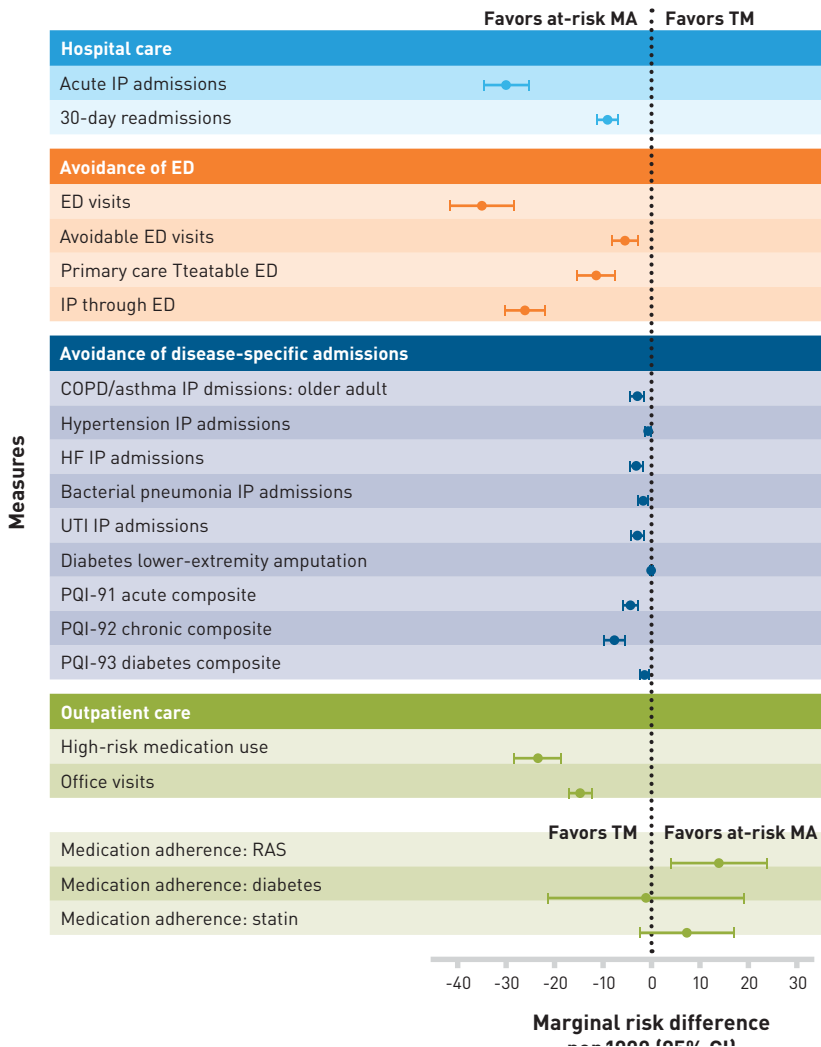 Favors at-risk MA Favors TM
Hospital care
Acute IP admissions
30-day readmissions
Avoidance of ED
ED visits
Avoidable ED visits
Primary care Tteatable ED
IP through ED
Avoidance of disease-specific admissions
COPD/asthma IP dmissions: older adult
Hypertension IP admissions
HF IP admissions
Bacterial pneumonia IP admissions
UTI IP admissions
Diabetes lower-extremity amputation
PQI-91 acute composite
PQI-92 chronic composite
PQI-93 diabetes composite
Measures
Outpatient care
High-risk medication use
Office visits
Favors TM Favors at-risk MA
Medication adherence: RAS
Medication adherence: diabetes
Medication adherence: statin
-40 -30 -20 -10 0 10 20 30
Marginal risk difference
per 1000 (95% CI)